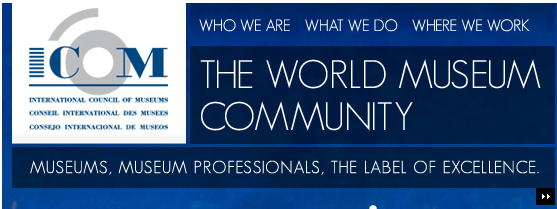 ICOM
INTERNATIONAL COUNCIL OF MUSEUMS
CONSEIL INTERNATIONAL DES MUSEES
CONSEJO INTERNACIONAL DE MUSEOS
WHO WE ARE WHAT WE DO WHERE WE WORK
THE WORLD MUSEUM
COMMUNITY
MUSEUMS, MUSEUM PROFESSIONALS, THE LABEL OF EXCELLENCE.